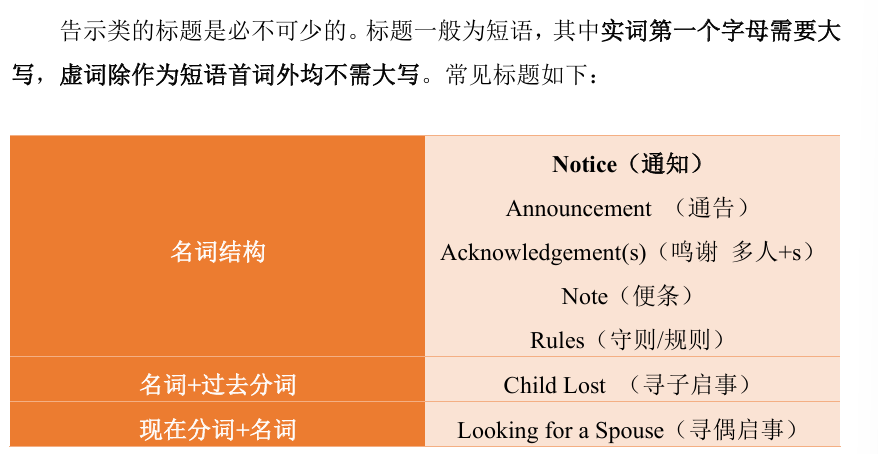 告示类的标题是必不可少的。标题一般为短语，其中实词第一个字母需要大
写，虚词除作为短语首词外均不需大写。常见标题如下：
名词结构
Notice（通知）
Announcement （通告）
Acknowledgement(s)（鸣谢 多人+s）
Note（便条）
Rules（守则/规则）
名词+过去分词
Child Lost （寻子启事）
现在分词+名词
Looking for a Spouse（寻偶启事）